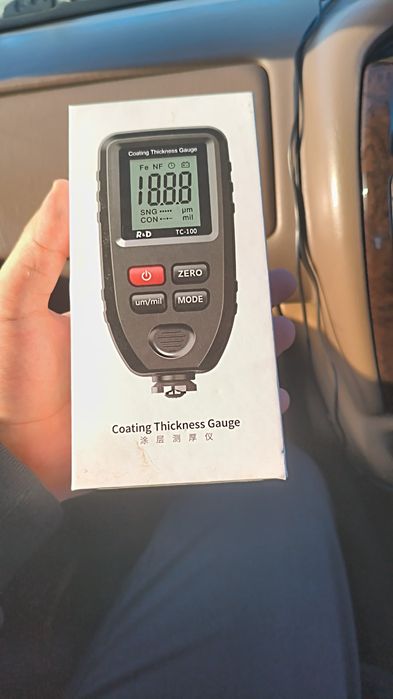 Coating Thickness Gauge
Fe NF
18.8.8
SNG µm
CON mil
R&D TC-100
ZERO
um/mil MODE
Coating Thickness Gauge
涂层测厚仪